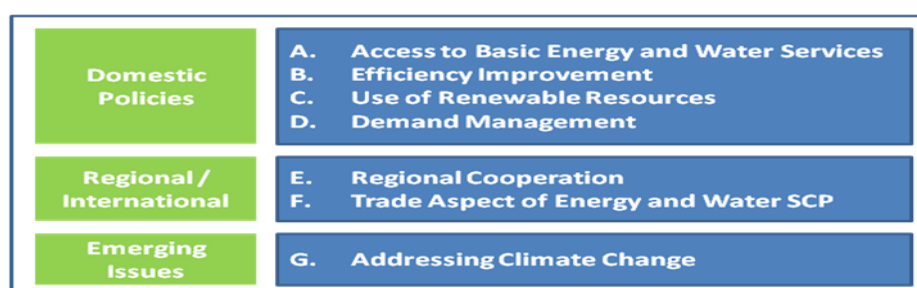 Domestic
Policies
A. Access to Basic Energy and Water Services
B. Efficiency Improvement
C. Use of Renewable Resources
D. Demand Management
Regional /
International
E. Regional Cooperation
F. Trade Aspect of Energy and Water SCP
Emerging
Issues
G. Addressing Climate Change